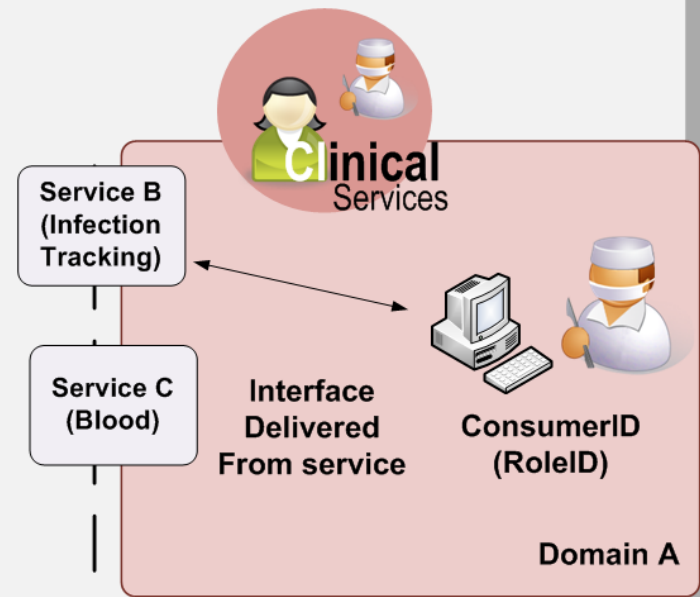 Clinical
Services
Service B
(Infection
Tracking)
Service C
(Blood)
Interface
Delivered
From service
ConsumerID
(RoleID)
Domain A